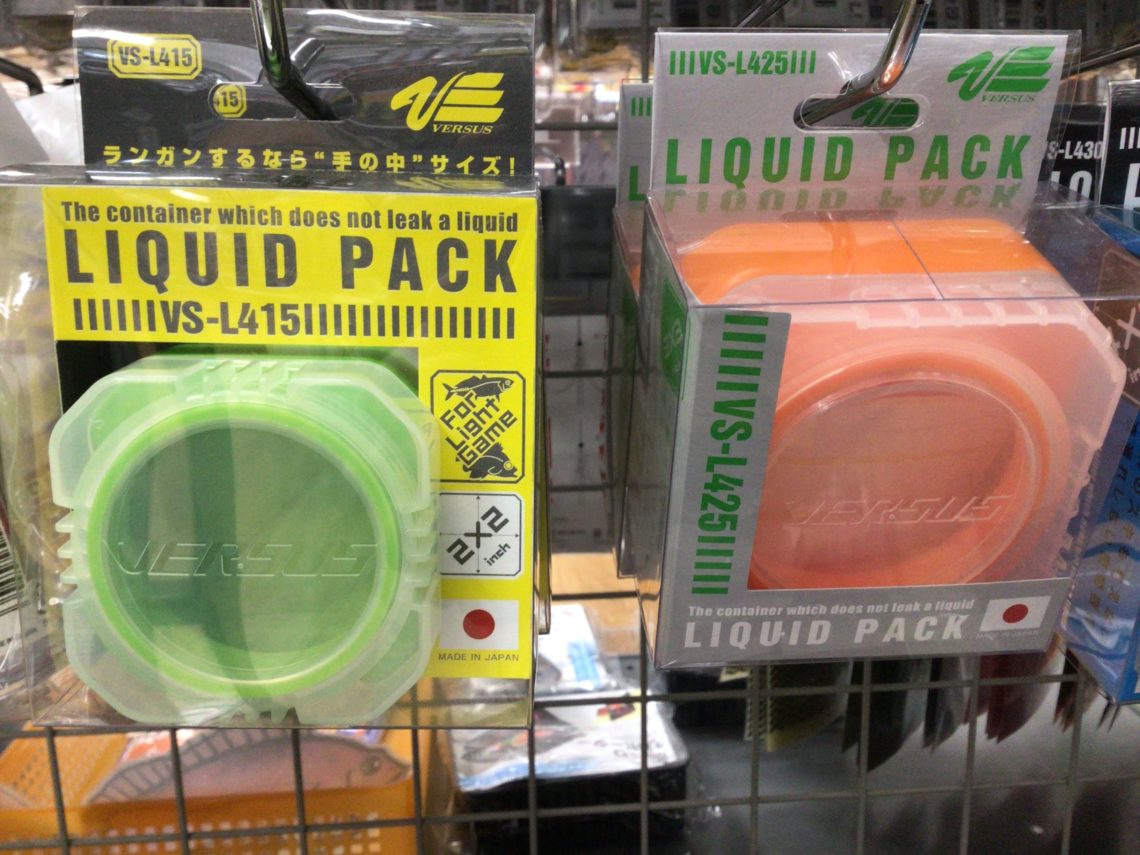 VS-L415
415
VERSUS
ランガンするなら“手の中”サイズ!
The container which does not leak a liquid
LIQUID PACK
VS-L415
For
Light
Game
2×2
inch
VERSUS
MADE IN JAPAN
VS-L425
VERSUS
LIQUID PACK
VS-L425
VERSUS
The container which does not leak a liquid
LIQUID PACK
MADE IN JAPAN
VS-L430